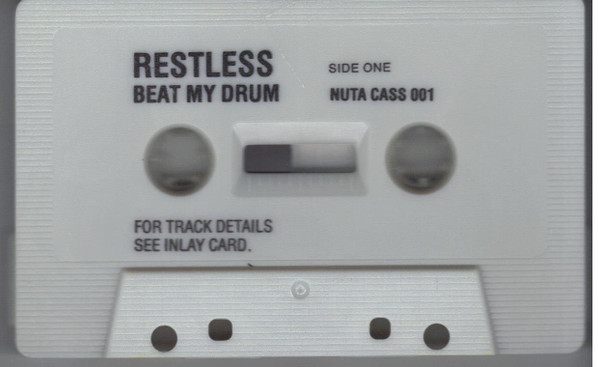 RESTLESS
BEAT MY DRUM
SIDE ONE
NUTA CASS 001
FOR TRACK DETAILS
SEE INLAY CARD.